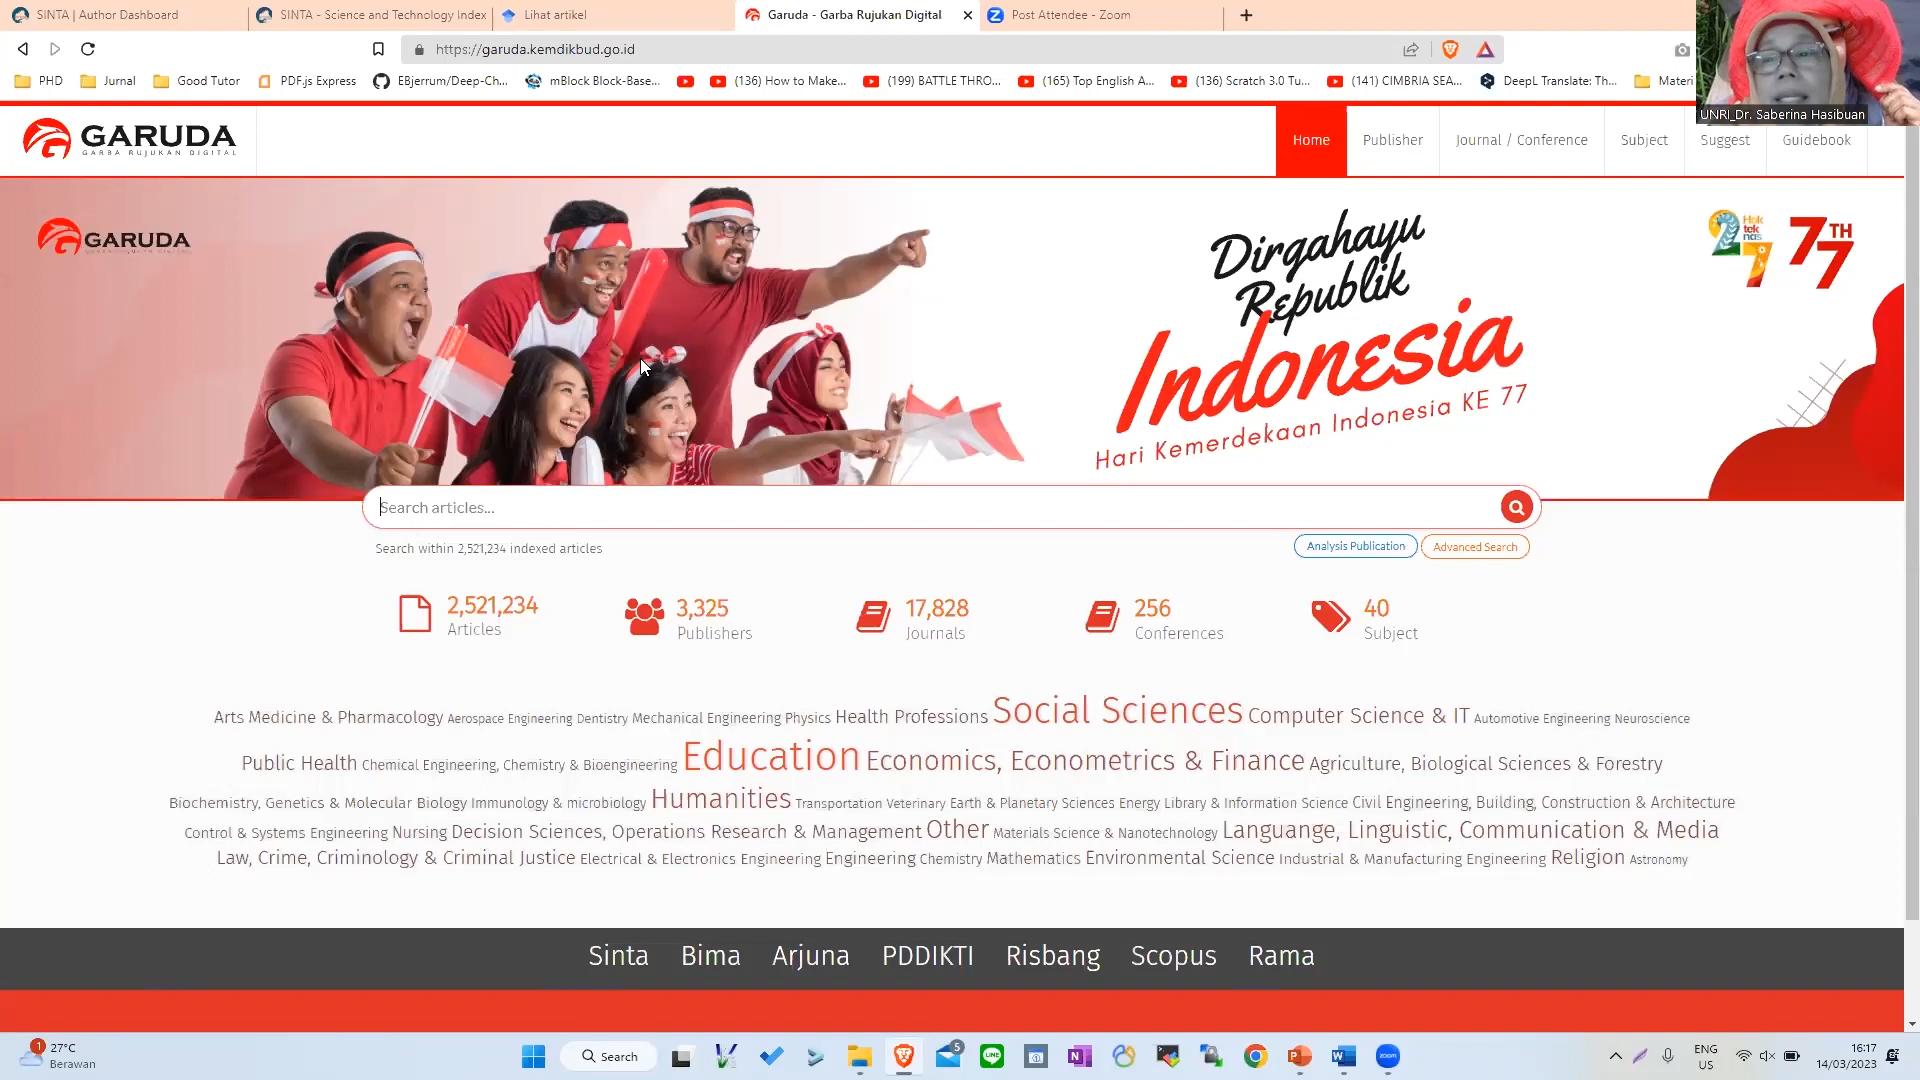 SINTA | Author Dashboard
SINTA - Science and Technology Index
Lihat artikel
Garuda - Garba Rujukan Digital
Post Attendee - Zoom
https://garuda.kemdikbud.go.id
PHD
Jurnal
Good Tutor
PDF.js Express
EBjerrum/Deep-Ch...
mBlock Block-Base...
(136) How to Make...
(199) BATTLE THRO...
(165) Top English A...
(136) Scratch 3.0 Tu...
(141) CIMBRIA SEA...
DeepL Translate: Th...
Materi
UNRI_Dr. Saberina Hasibuan
GARUDA
GARBA RUJUKAN DIGITAL
Home
Publisher
Journal / Conference
Subject
Suggest
Guidebook
GARUDA
Dirgahayu
Republik
Indonesia
Hari Kemerdekaan Indonesia KE 77
Hak
tek
nas
27
77TH
Search articles...
Search within 2,521,234 indexed articles
Analysis Publication
Advanced Search
2,521,234
Articles
3,325
Publishers
17,828
Journals
256
Conferences
40
Subject
Arts Medicine & Pharmacology Aerospace Engineering Dentistry Mechanical Engineering Physics Health Professions Social Sciences Computer Science & IT Automotive Engineering Neuroscience
Public Health Chemical Engineering, Chemistry & Bioengineering Education Economics, Econometrics & Finance Agriculture, Biological Sciences & Forestry
Biochemistry, Genetics & Molecular Biology Immunology & microbiology Humanities Transportation Veterinary Earth & Planetary Sciences Energy Library & Information Science Civil Engineering, Building, Construction & Architecture
Control & Systems Engineering Nursing Decision Sciences, Operations Research & Management Other Materials Science & Nanotechnology Languange, Linguistic, Communication & Media
Law, Crime, Criminology & Criminal Justice Electrical & Electronics Engineering Engineering Chemistry Mathematics Environmental Science Industrial & Manufacturing Engineering Religion Astronomy
Sinta
Bima
Arjuna
PDDIKTI
Risbang
Scopus
Rama
1
27°C
Berawan
Search
5
LINE
zoom
ENG
US
16:17
14/03/2023